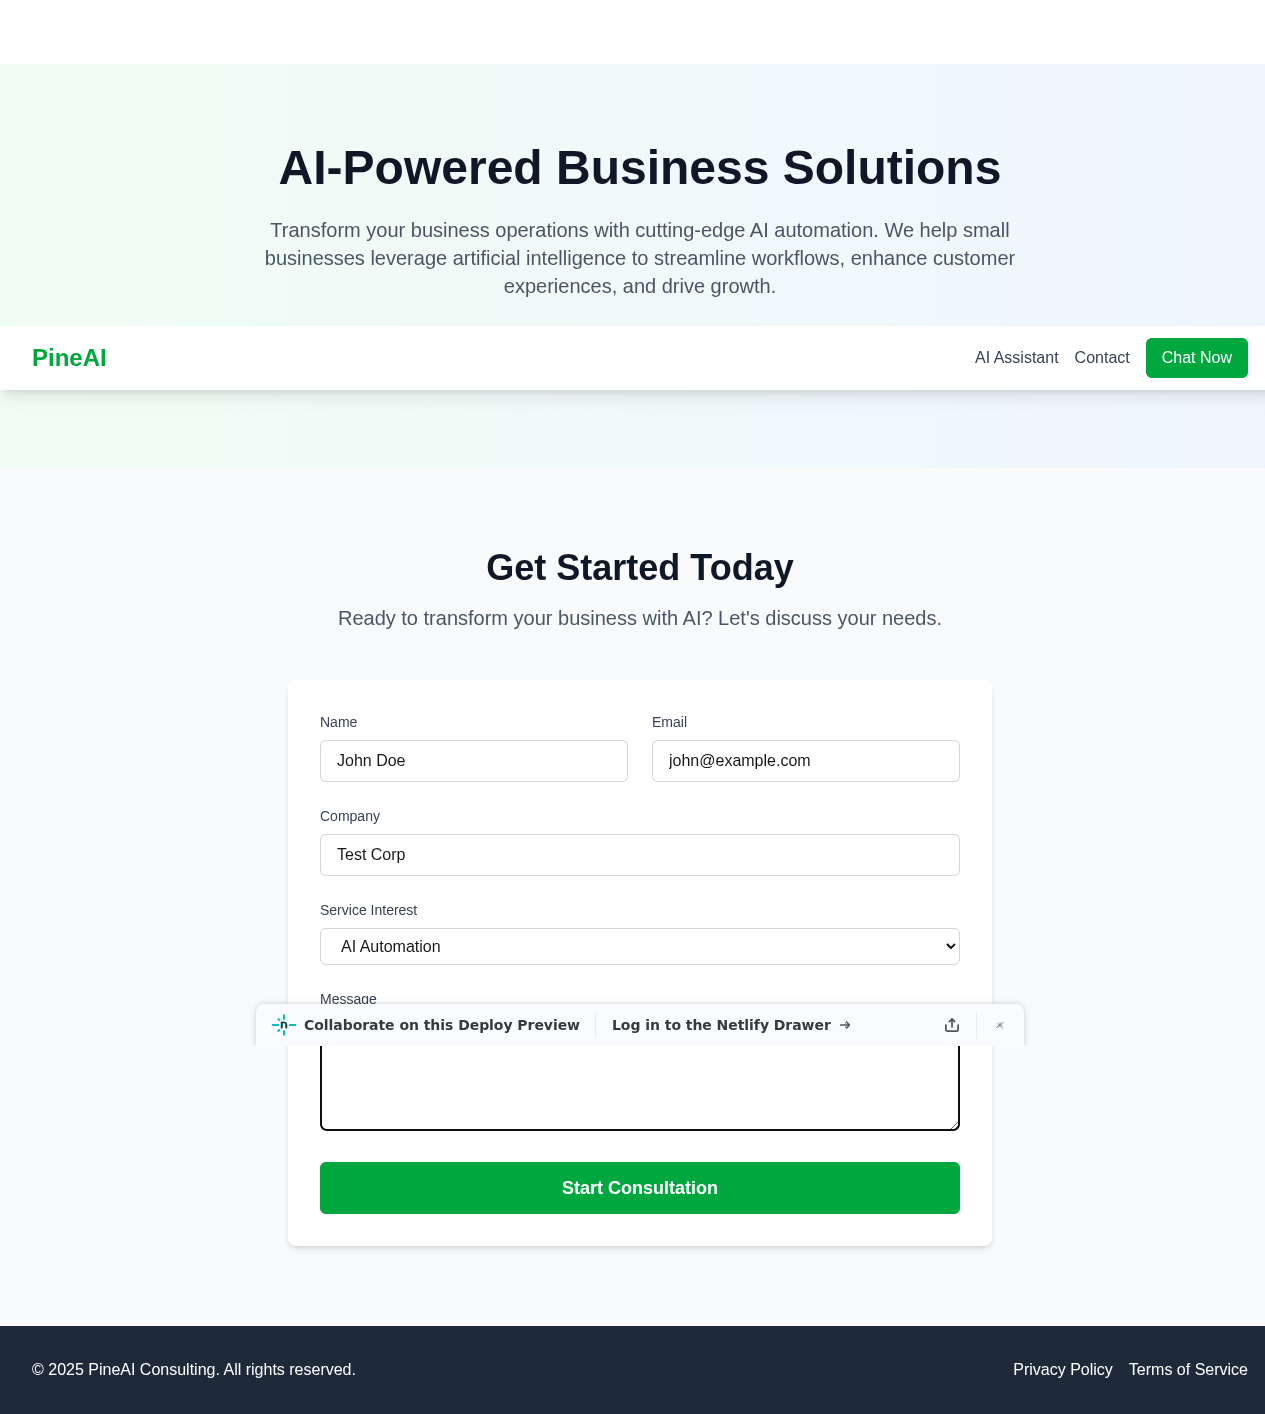 AI-Powered Business Solutions
Transform your business operations with cutting-edge AI automation. We help small
businesses leverage artificial intelligence to streamline workflows, enhance customer
experiences, and drive growth.
PineAI
AI Assistant
Contact
Chat Now
Get Started Today
Ready to transform your business with AI? Let's discuss your needs.
Name
Email
John Doe
john@example.com
Company
Test Corp
Service Interest
AI Automation
Message
Collaborate on this Deploy Preview
Log in to the Netlify Drawer →
Start Consultation
© 2025 PineAI Consulting. All rights reserved.
Privacy Policy
Terms of Service